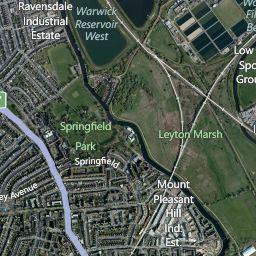 Ravensdale
Industrial
Estate
Warwick
Reservoir
West
Low
Spo
Grou
Springfield
Park
Springfield
Leyton Marsh
ey Avenue
Mount
Pleasant
Hill
Ind.
Est.